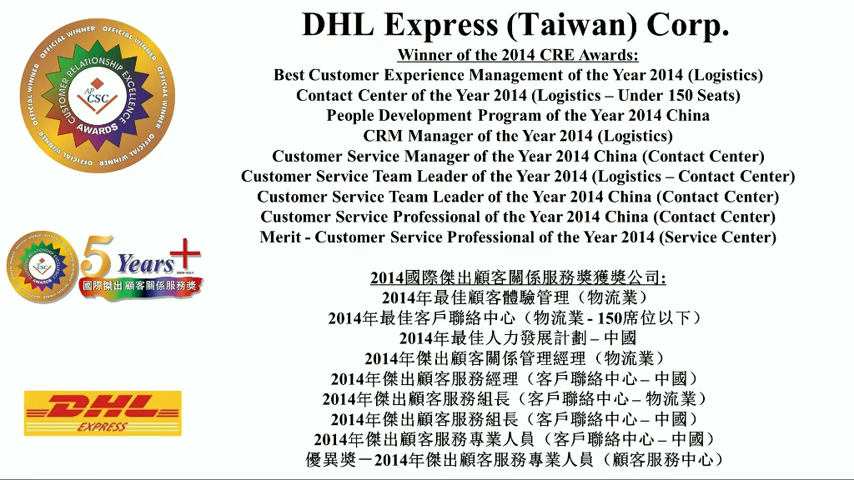 DHL Express (Taiwan) Corp.
Winner of the 2014 CRE Awards:
Best Customer Experience Management of the Year 2014 (Logistics)
Contact Center of the Year 2014 (Logistics – Under 150 Seats)
People Development Program of the Year 2014 China
CRM Manager of the Year 2014 (Logistics)
Customer Service Manager of the Year 2014 China (Contact Center)
Customer Service Team Leader of the Year 2014 (Logistics – Contact Center)
Customer Service Team Leader of the Year 2014 China (Contact Center)
Customer Service Professional of the Year 2014 China (Contact Center)
Merit - Customer Service Professional of the Year 2014 (Service Center)
2014國際傑出顧客關係服務獎獲獎公司:
2014年最佳顧客體驗管理（物流業）
2014年最佳客戶聯絡中心（物流業 - 150席位以下）
2014年最佳人力發展計劃 – 中國
2014年傑出顧客關係管理經理（物流業）
2014年傑出顧客服務經理（客戶聯絡中心 – 中國）
2014年傑出顧客服務組長（客戶聯絡中心 – 物流業）
2014年傑出顧客服務組長（客戶聯絡中心 – 中國）
2014年傑出顧客服務專業人員（客戶聯絡中心 – 中國）
優異獎－2014年傑出顧客服務專業人員（顧客服務中心）
OFFICIAL WINNER OFFICIAL WINNER OFFICIAL WINNER OFFICIAL WINNER
CUSTOMER RELATIONSHIP EXCELLENCE
AP
CSC
AWARDS
CSC
5 Years+
國際傑出顧客關係服務獎
DHL
EXPRESS